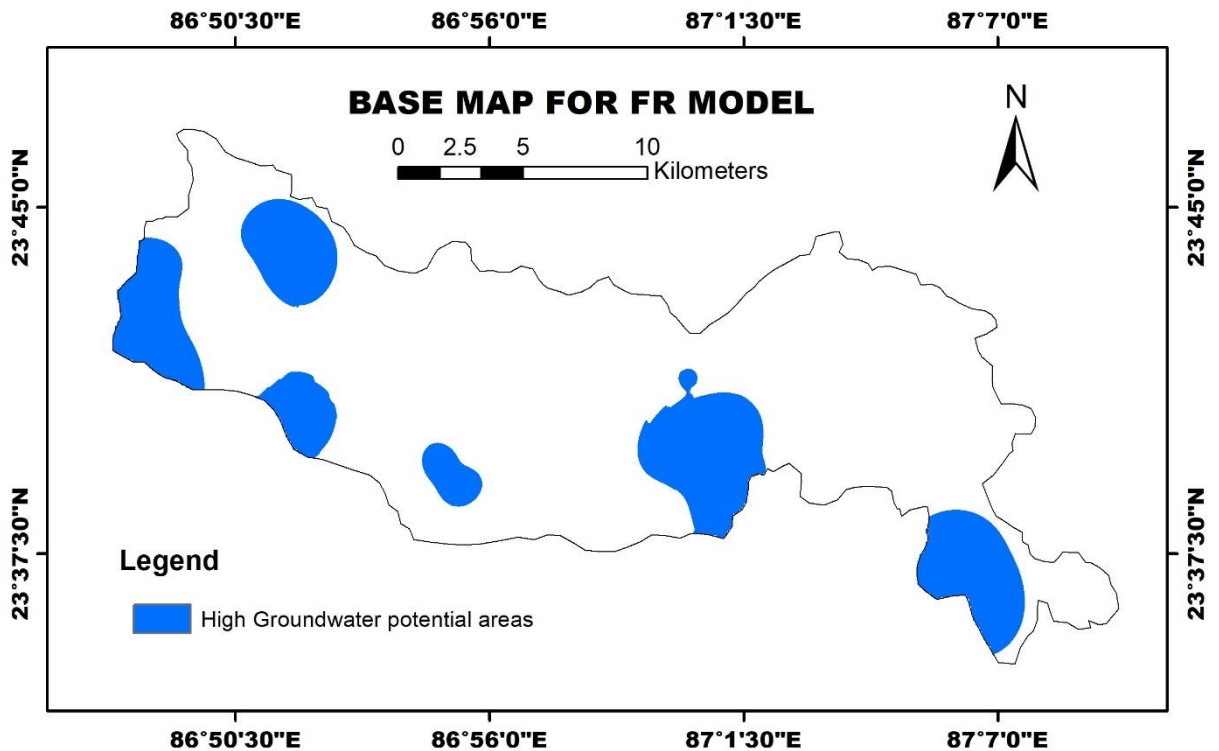 86°50'30"E 86°56'0"E 87°1'30"E 87°7'0"E
BASE MAP FOR FR MODEL
N
0 2.5 5 10
Kilometers
23°45'0"N 23°45'0"N
23°37'30"N 23°37'30"N
Legend
High Groundwater potential areas
86°50'30"E 86°56'0"E 87°1'30"E 87°7'0"E